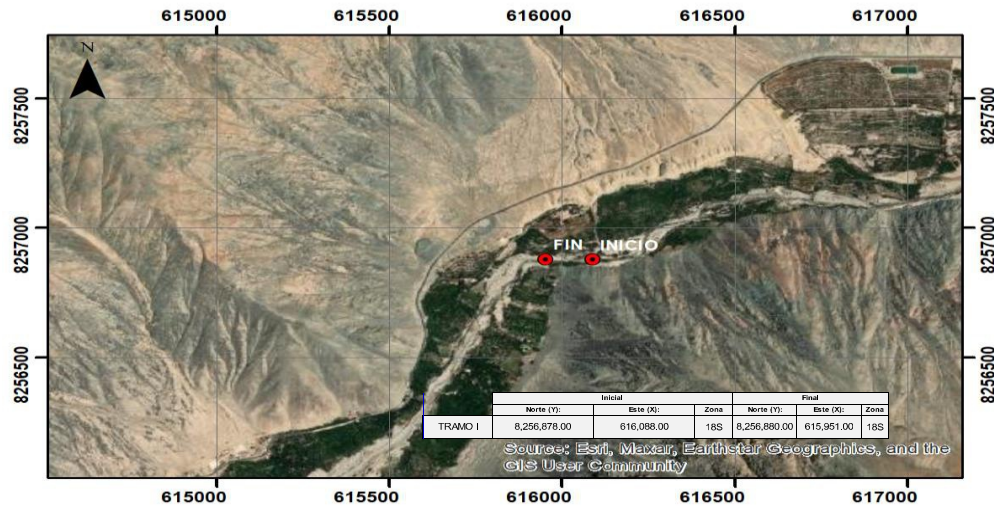 615000 615500 616000 616500 617000
N
8257500 8257500
8257000 8257000
FIN INICIO
8256500 8256500
Inicial Final
Norte (Y): Este (X): Zona Norte (Y): Este (X): Zona
TRAMO I 8,256,878.00 616,088.00 18S 8,256,880.00 615,951.00 18S
Source: Esri, Maxar, Earthstar Geographics, and the
GIS User Community
615000 615500 616000 616500 617000